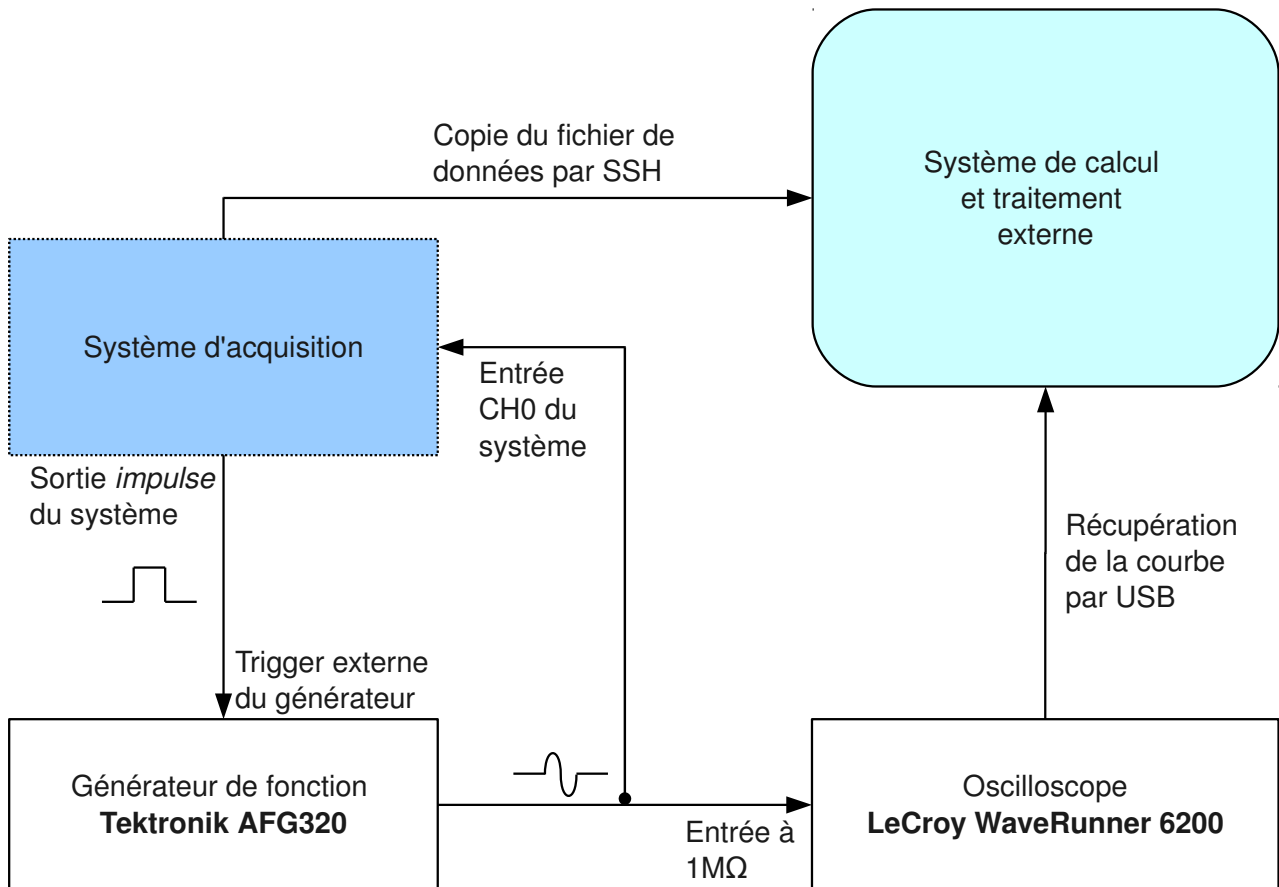 Copie du fichier de
données par SSH
Système de calcul
et traitement
externe
Système d'acquisition
Entrée
CH0 du
système
Sortie impulse
du système
Récupération
de la courbe
par USB
Trigger externe
du générateur
Générateur de fonction
Tektronik AFG320
Entrée à
1MΩ
Oscilloscope
LeCroy WaveRunner 6200